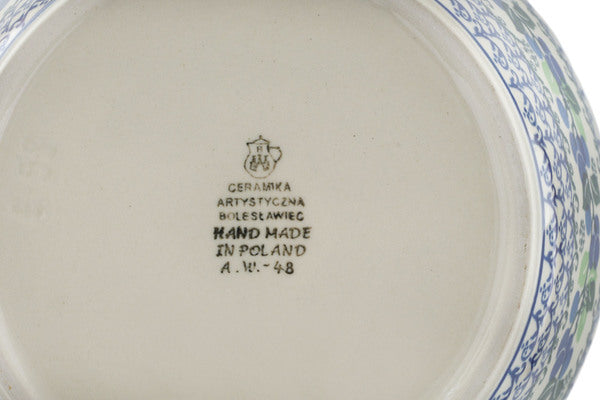 CERAMIKA
ARTYSTYCZNA
BOLESŁAWIEC
HAND MADE
IN POLAND
A.W.-48